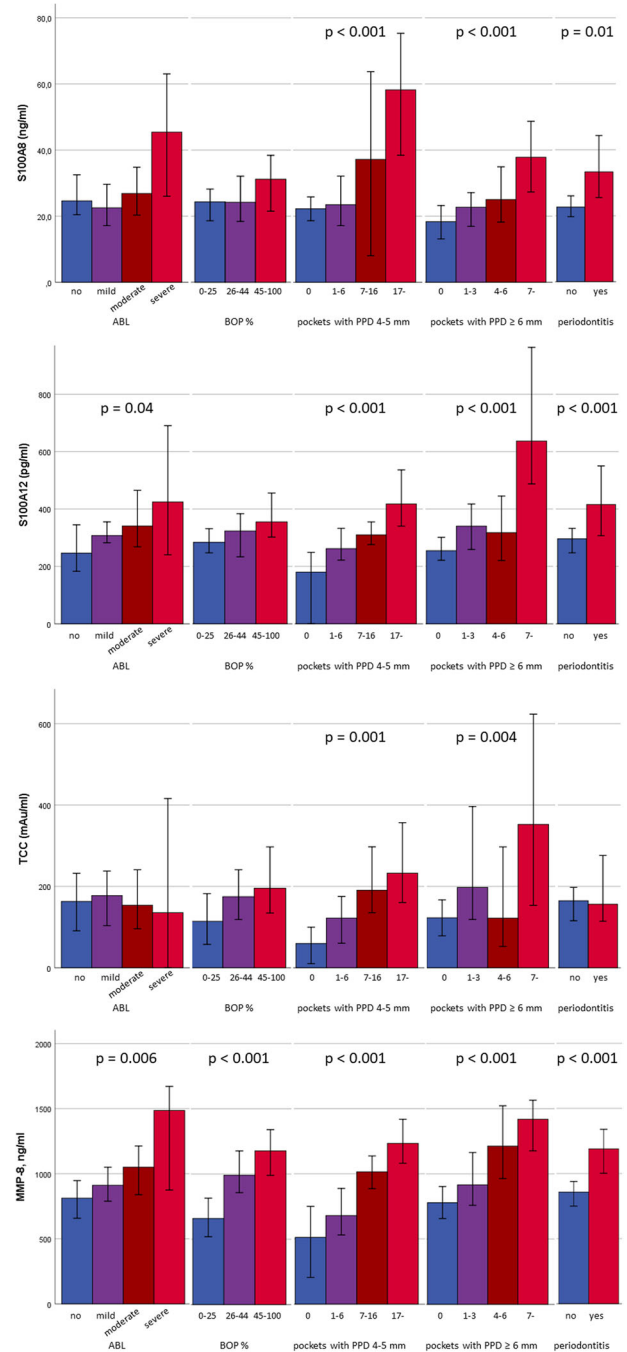 80,0
p < 0.001 p < 0.001 p = 0.01
60,0
S100A8 (ng/ml)
40,0
20,0
,0
no mild moderate severe 0-25 26-44 45-100 0 1-6 7-16 17- 0 1-3 4-6 7- no yes
ABL BOP % pockets with PPD 4-5 mm pockets with PPD ≥ 6 mm periodontitis
800
p = 0.04 p < 0.001 p < 0.001 p < 0.001
600
S100A12 (pg/ml)
400
200
0
no mild moderate severe 0-25 26-44 45-100 0 1-6 7-16 17- 0 1-3 4-6 7- no yes
ABL BOP % pockets with PPD 4-5 mm pockets with PPD ≥ 6 mm periodontitis
600
p = 0.001 p = 0.004
TCC (mAu/ml)
400
200
0
no mild moderate severe 0-25 26-44 45-100 0 1-6 7-16 17- 0 1-3 4-6 7- no yes
ABL BOP % pockets with PPD 4-5 mm pockets with PPD ≥ 6 mm periodontitis
2000
p = 0.006 p < 0.001 p < 0.001 p < 0.001 p < 0.001
1500
MMP-8, ng/ml
1000
500
0
no mild moderate severe 0-25 26-44 45-100 0 1-6 7-16 17- 0 1-3 4-6 7- no yes
ABL BOP % pockets with PPD 4-5 mm pockets with PPD ≥ 6 mm periodontitis